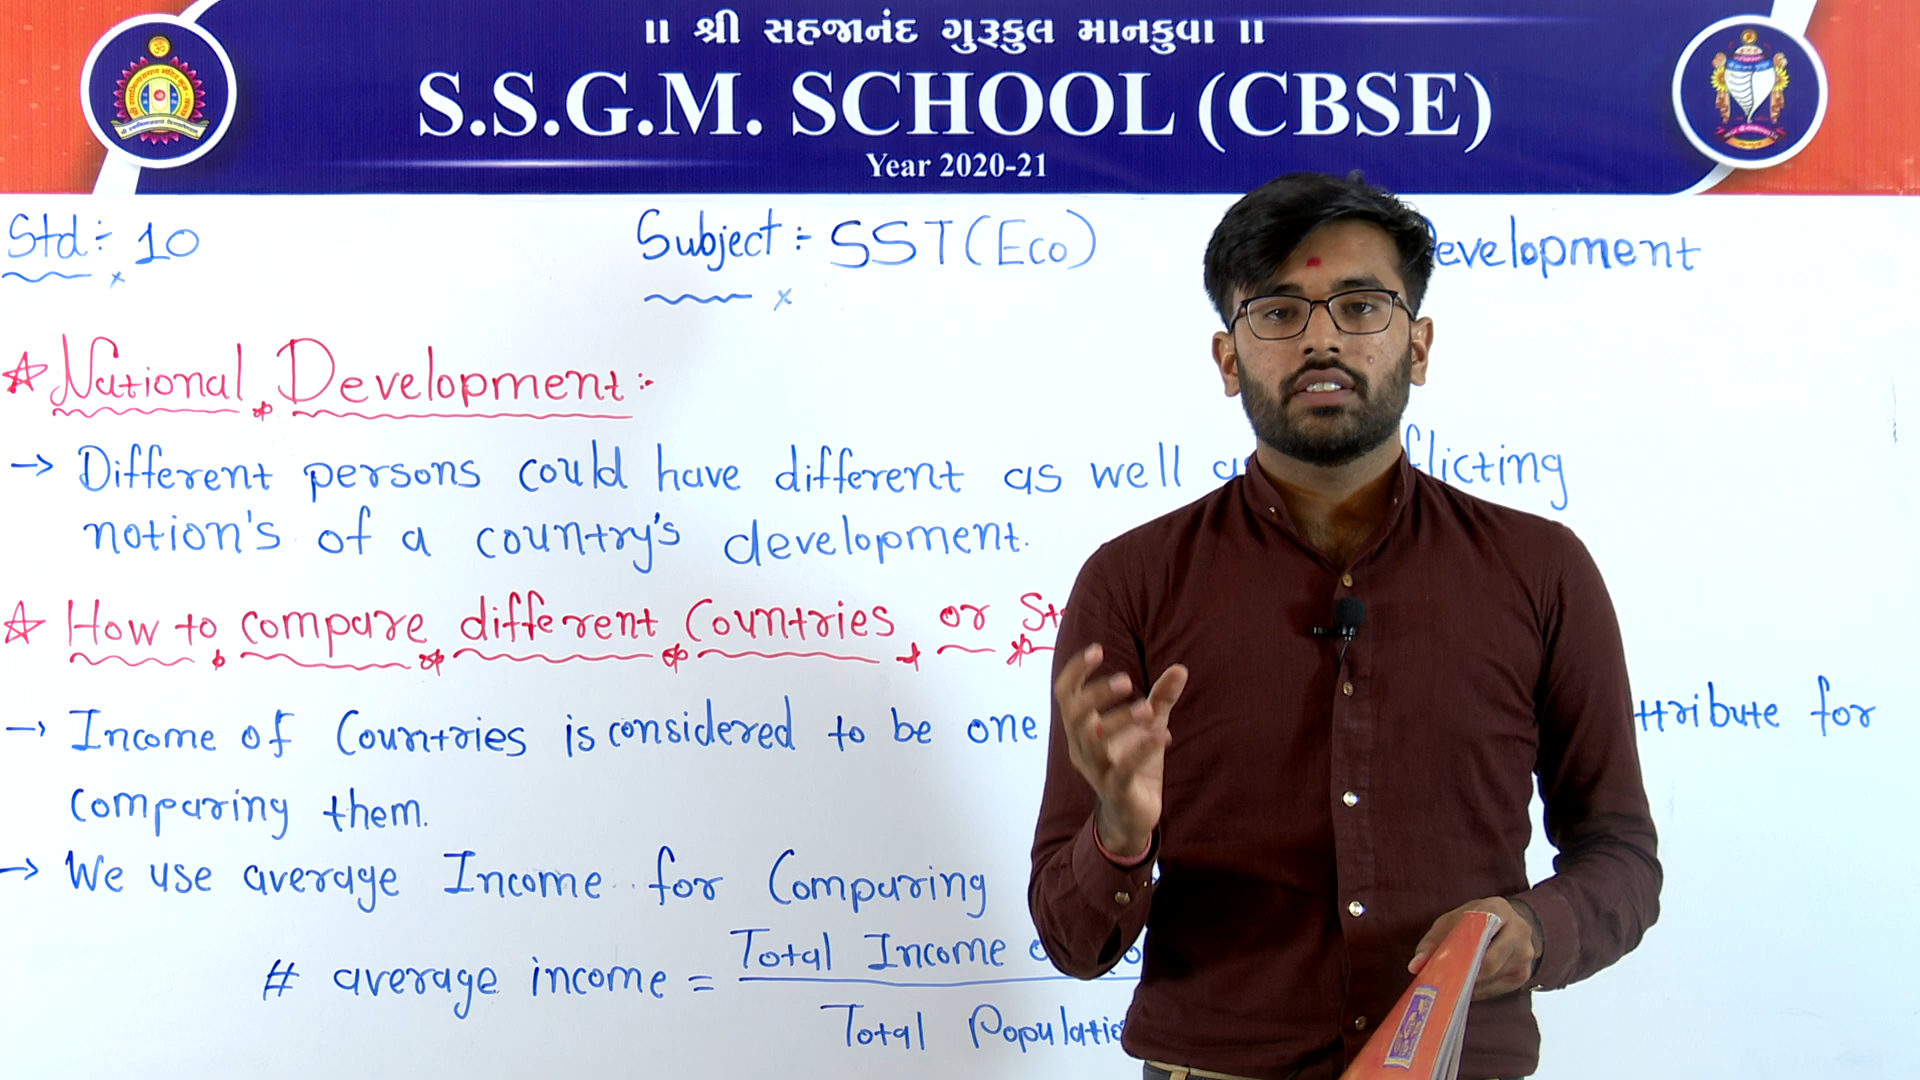 ॥ શ્રી સહજાનંદ ગુરૂકુલ માનકુવા ॥
S.S.G.M. SCHOOL (CBSE)
Year 2020-21
Std:- 10 Subject:- SST(Eco) evelopment
☆ National Development:-
→ Different persons could have different as well flicting
notion's of a country's development.
☆ How to compare different Countries or
→ Income of Countries is considered to be one ttribute for
comparing them.
→ We use average Income for Comparing
# average income = Total Income
Total Populatio